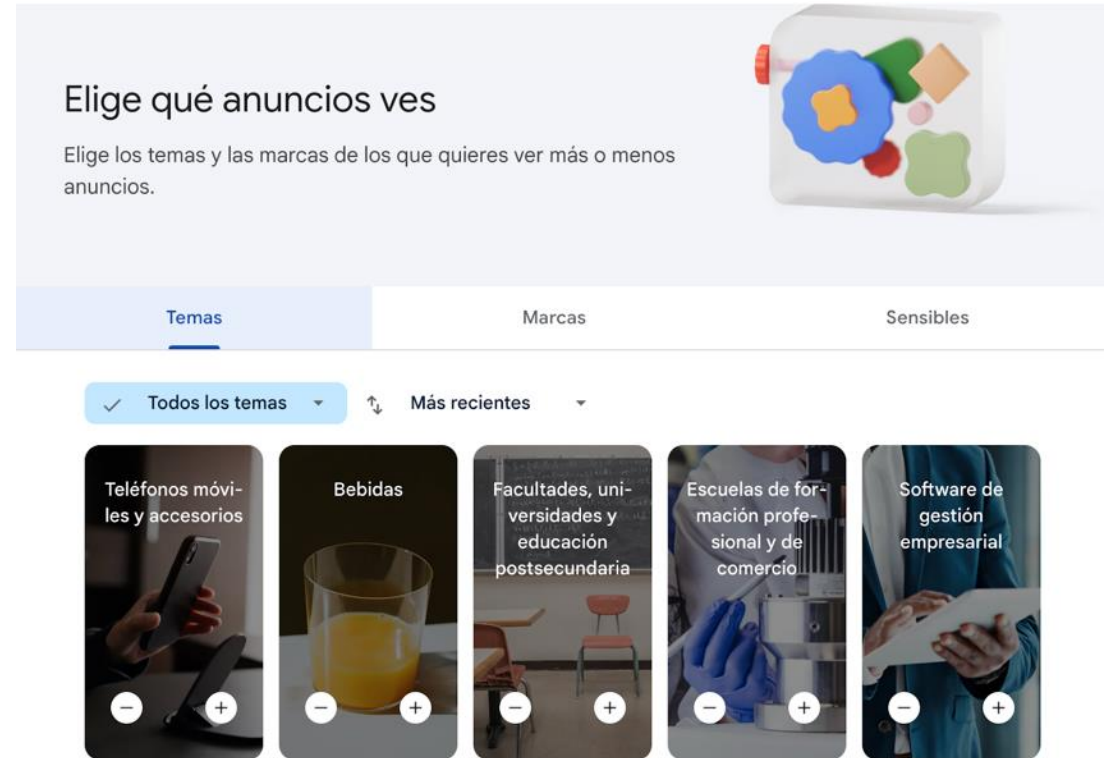 Elige qué anuncios ves
Elige los temas y las marcas de los que quieres ver más o menos
anuncios.
Temas
Marcas
Sensibles
Todos los temas
Más recientes
Teléfonos móvi-
les y accesorios
Bebidas
Facultades, uni-
versidades y
educación
postsecundaria
Escuelas de for-
mación profe-
sional y de
comercio
Software de
gestión
empresarial